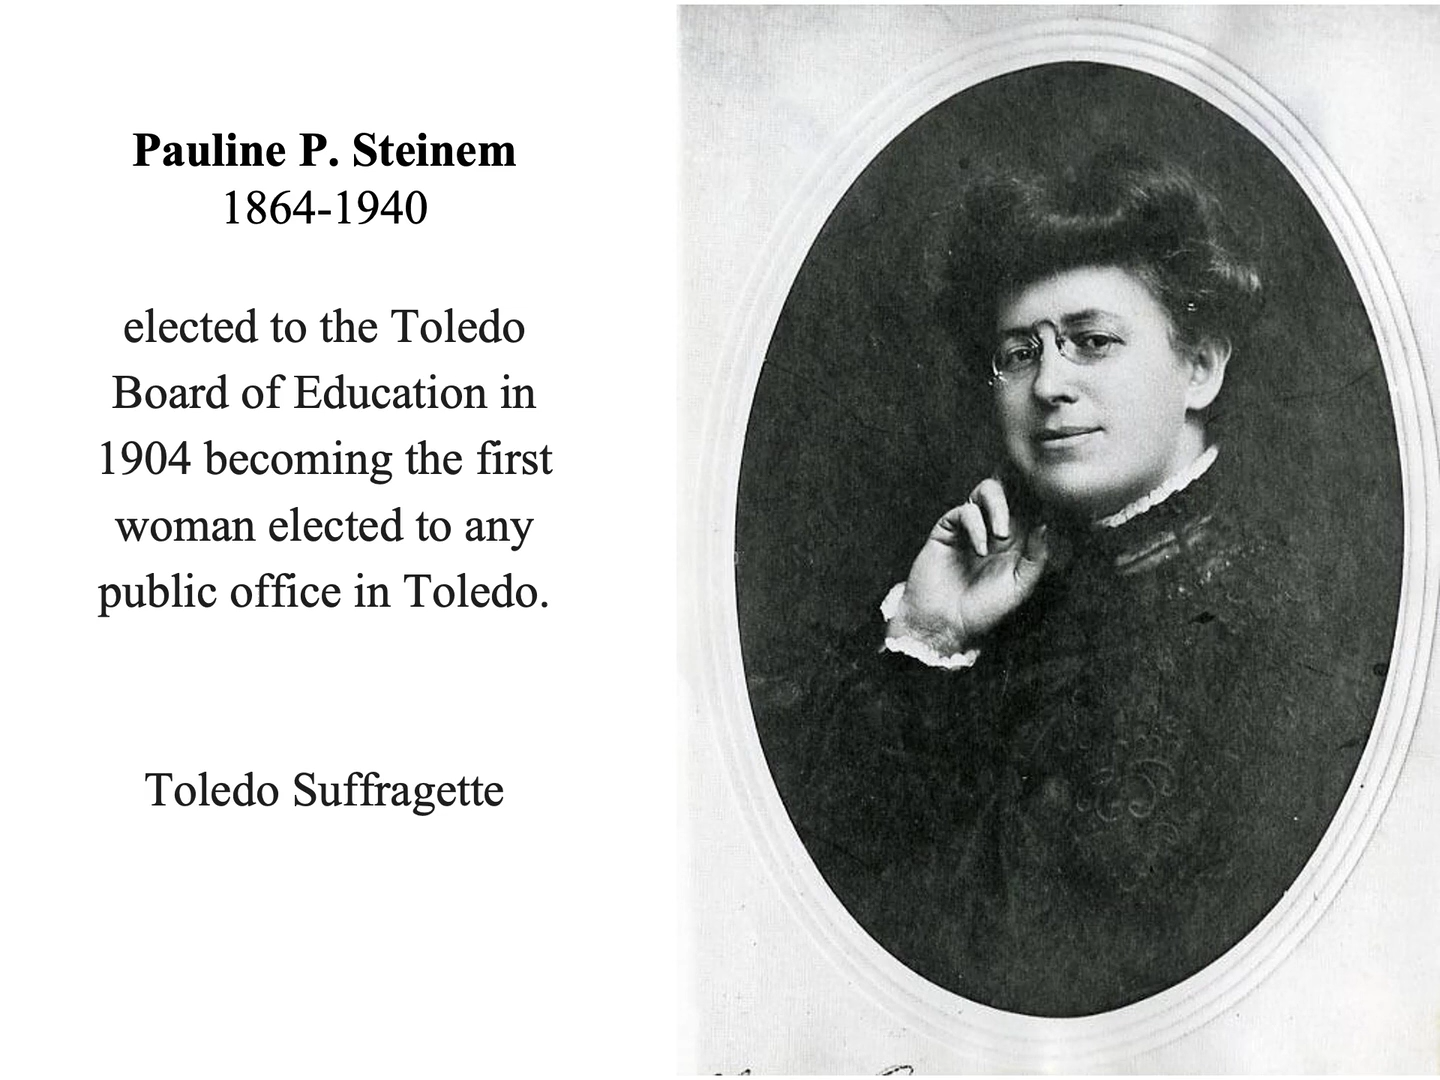 Pauline P. Steinem
1864-1940
elected to the Toledo
Board of Education in
1904 becoming the first
woman elected to any
public office in Toledo.
Toledo Suffragette